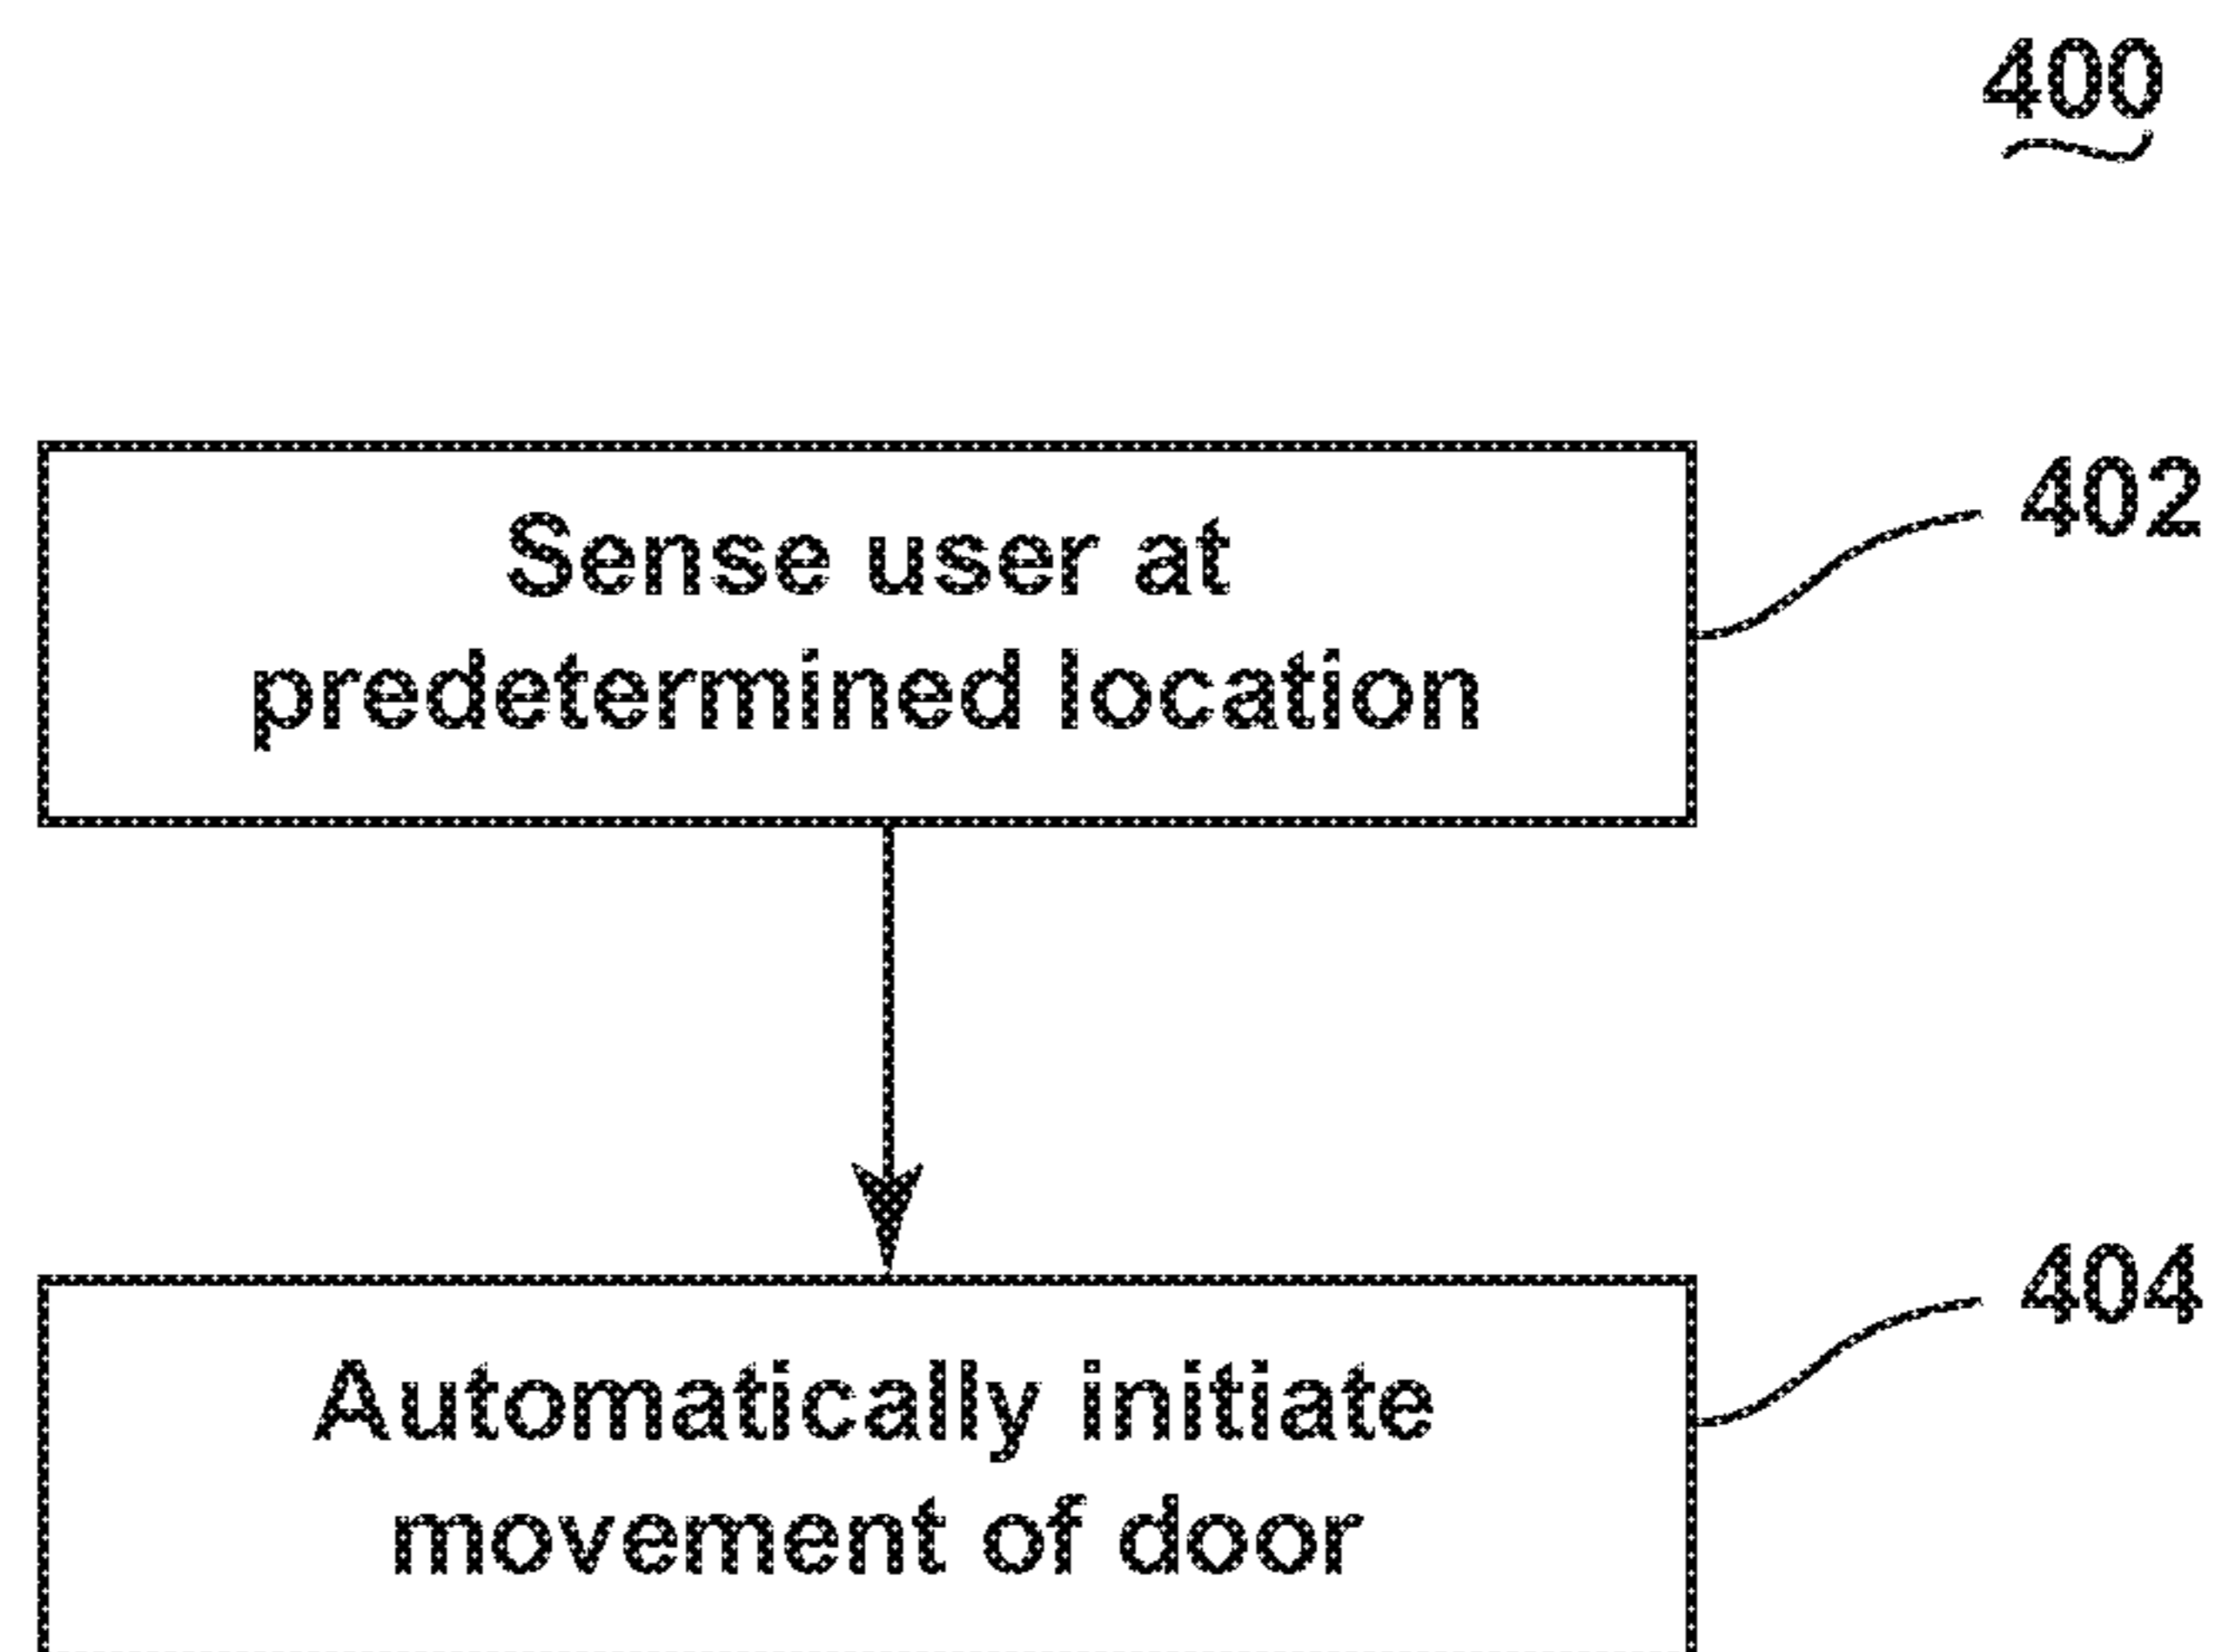 400
Sense user at
predetermined location
402
Automatically initiate
movement of door
404